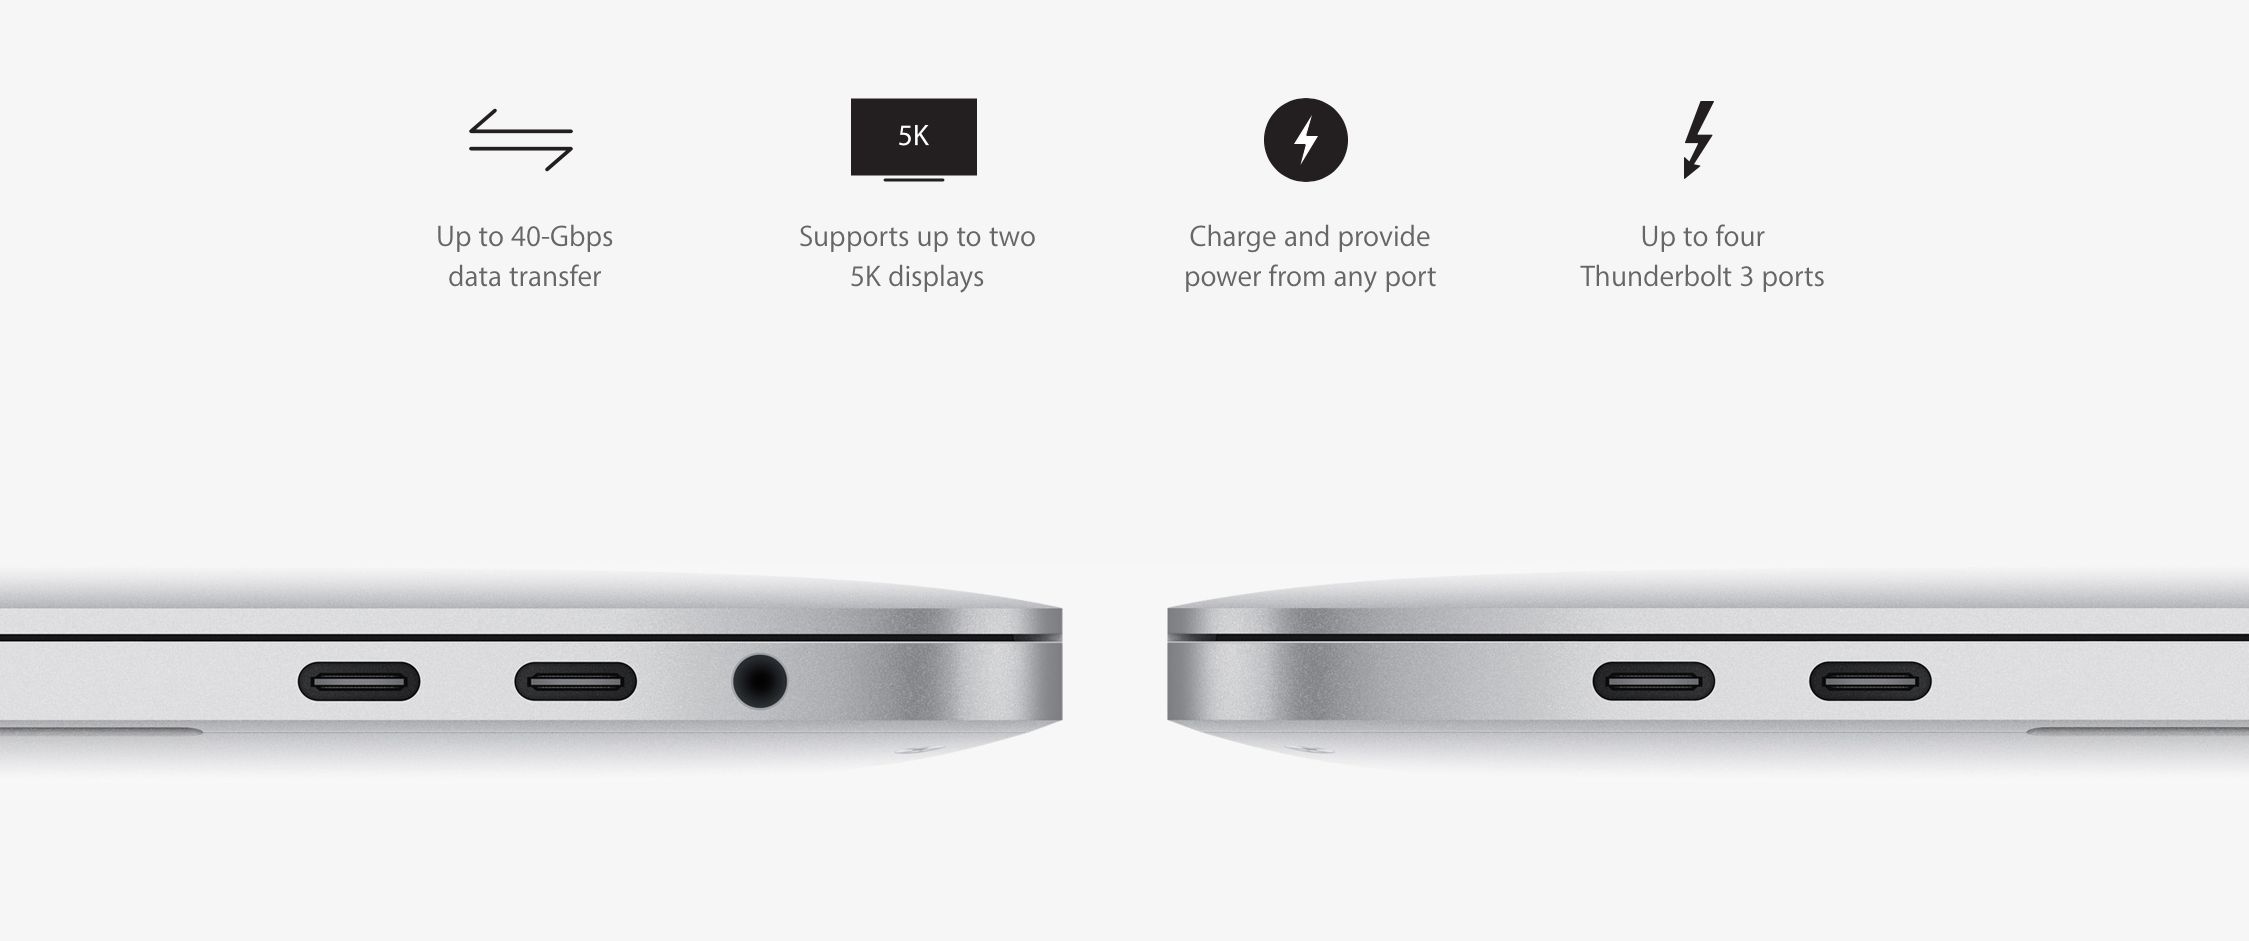 5K
Up to 40-Gbps
data transfer
Supports up to two
5K displays
Charge and provide
power from any port
Up to four
Thunderbolt 3 ports